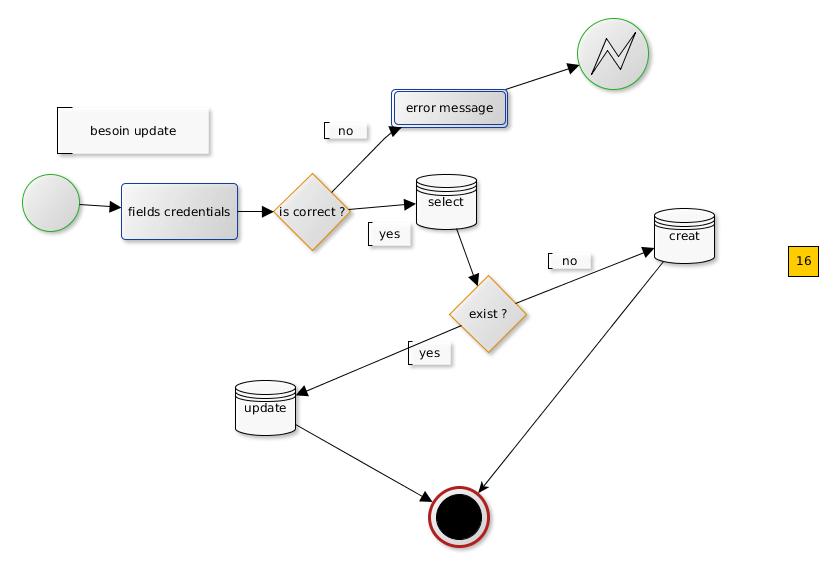 error message
besoin update
no
fields credentials
is correct ?
select
yes
creat
no
16
exist ?
yes
update